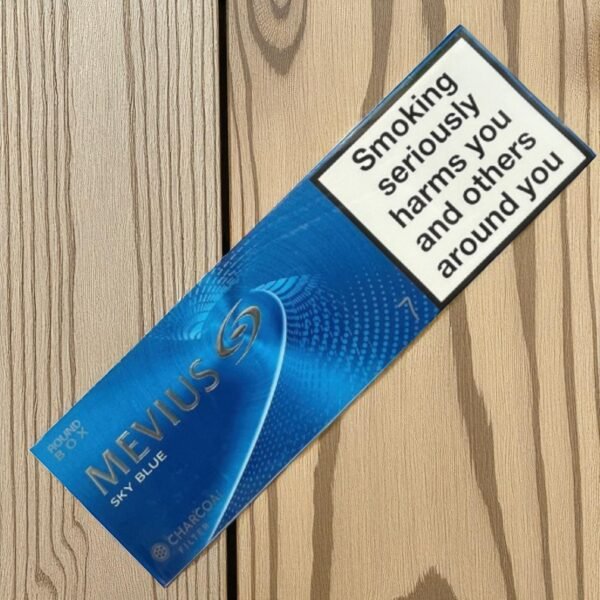 Smoking
seriously
harms you
and others
around you
7
MEVIUS
SKY BLUE
ROUND
BOX
CHARCOAL
FILTER